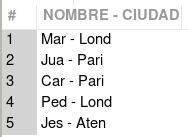 # NOMBRE - CIUDAD
1 Mar - Lond
2 Jua - Pari
3 Car - Pari
4 Ped - Lond
5 Jes - Aten